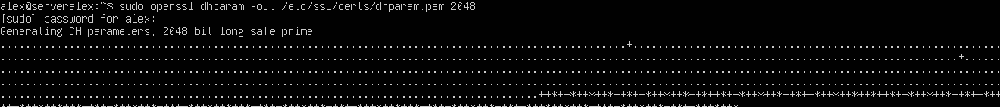 alex@serveralex:~$ sudo openssl dhparam -out /etc/ssl/certs/dhparam.pem 2048
[sudo] password for alex:
Generating DH parameters, 2048 bit long safe prime